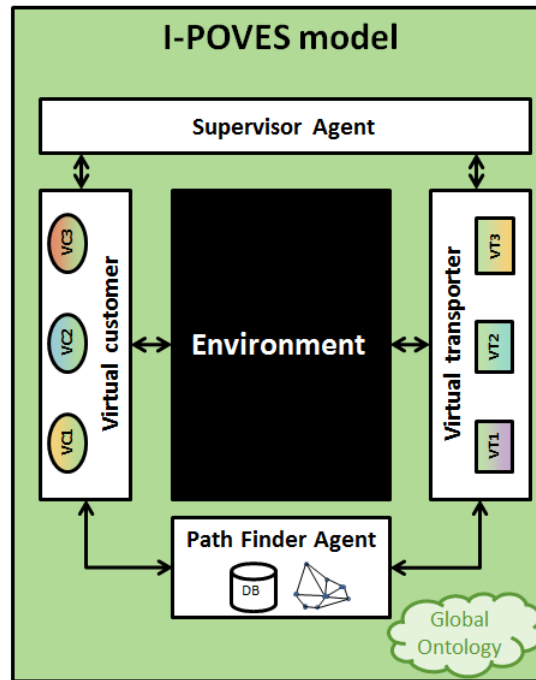 I-POVES model
Supervisor Agent
VC3
VC2
VC1
Virtual customer
Environment
Virtual transporter
VT3
VT2
VT1
Path Finder Agent
DB
Global
Ontology